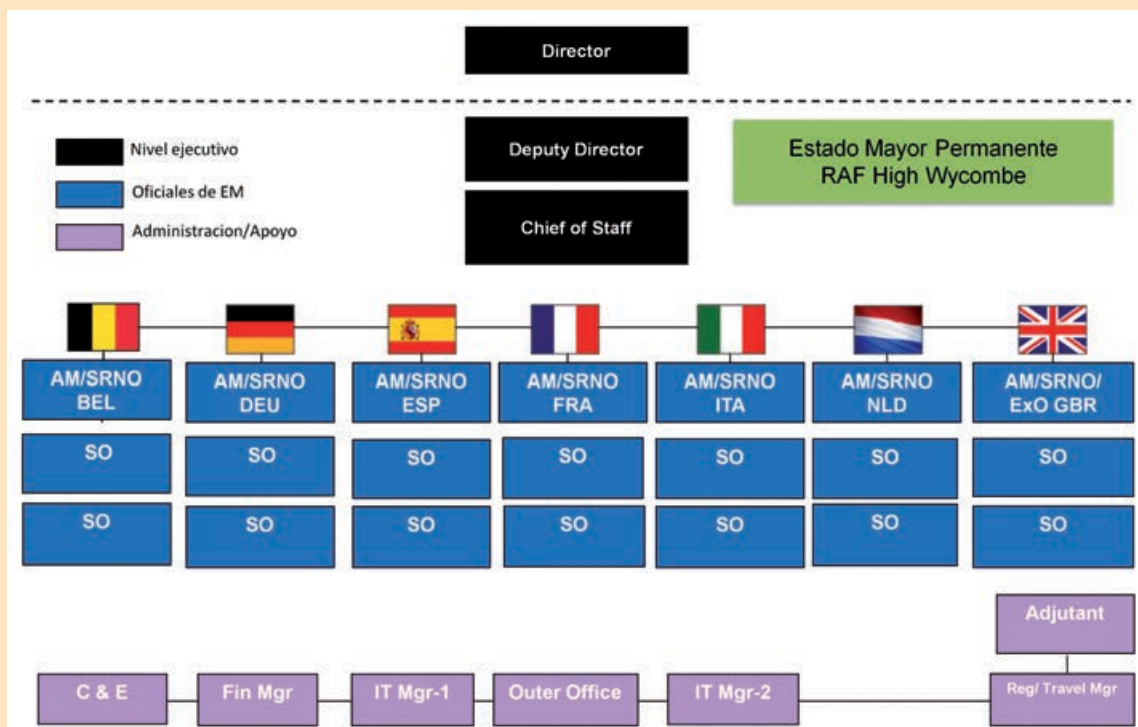 Director
Nivel ejecutivo
Oficiales de EM
Administracion/Apoyo
Deputy Director
Chief of Staff
Estado Mayor Permanente
RAF High Wycombe
AM/SRNO
BEL
AM/SRNO
DEU
AM/SRNO
ESP
AM/SRNO
FRA
AM/SRNO
ITA
AM/SRNO
NLD
AM/SRNO/
ExO GBR
SO
SO
SO
SO
SO
SO
SO
SO
SO
SO
SO
SO
SO
SO
Adjutant
C & E
Fin Mgr
IT Mgr-1
Outer Office
IT Mgr-2
Reg/ Travel Mgr